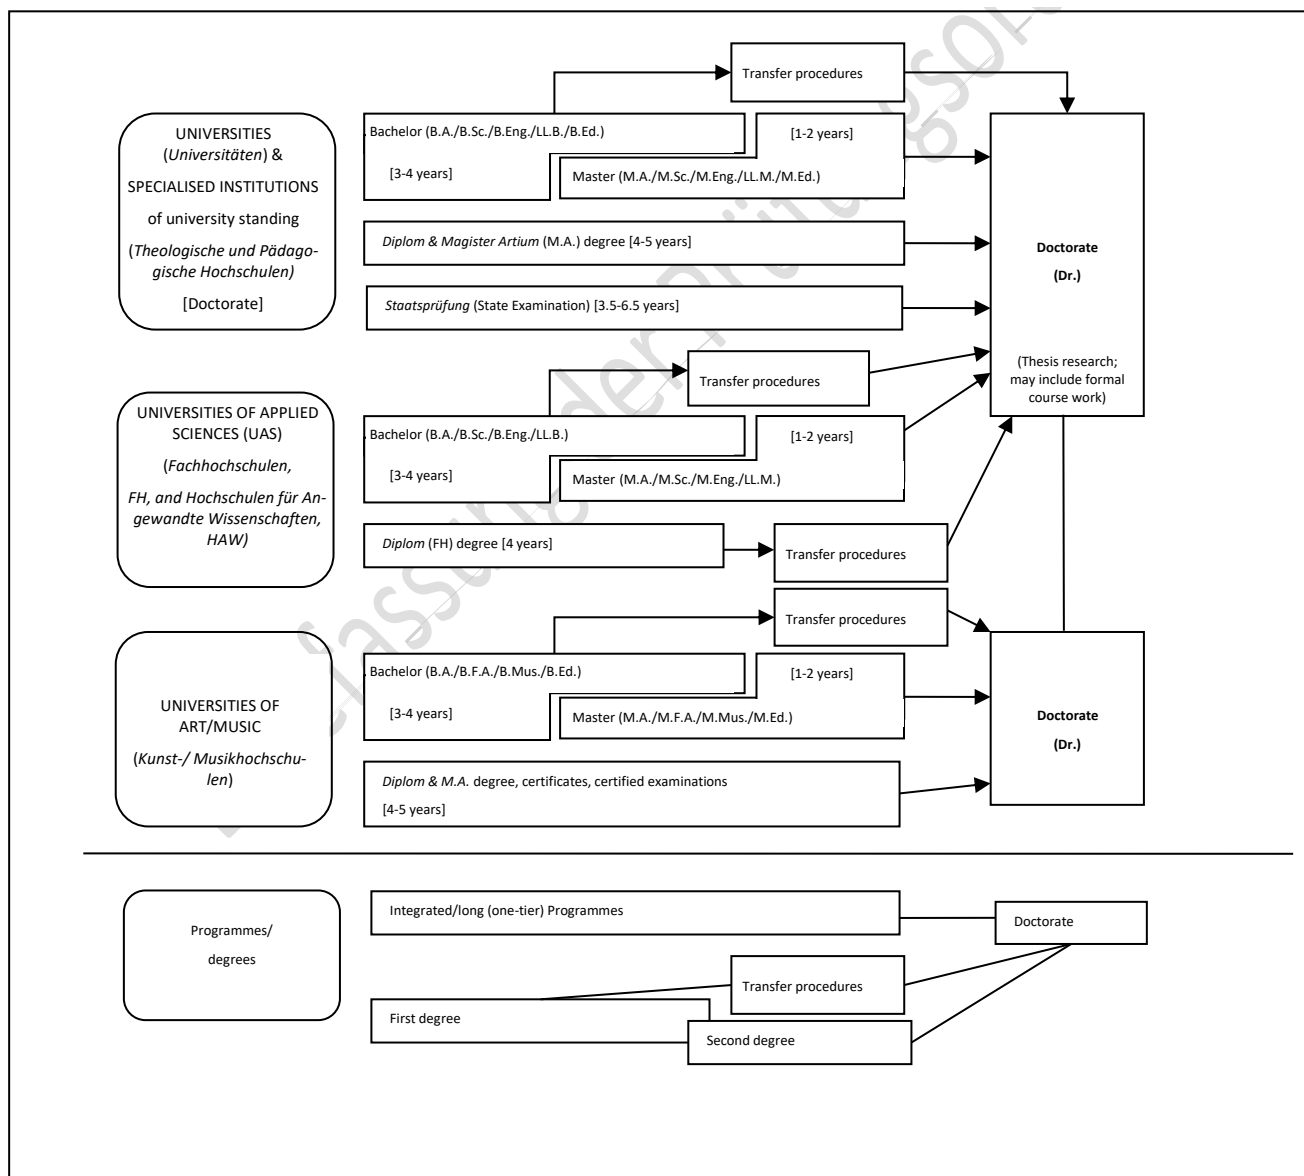 Transfer procedures
UNIVERSITIES
(Universitäten) &
SPECIALISED INSTITUTIONS
of university standing
(Theologische und Pädago-
gische Hochschulen)
[Doctorate]
Bachelor (B.A./B.Sc./B.Eng./LL.B./B.Ed.)
[3-4 years]
[1-2 years]
Master (M.A./M.Sc./M.Eng./LL.M./M.Ed.)
Diplom & Magister Artium (M.A.) degree [4-5 years]
Staatsprüfung (State Examination) [3.5-6.5 years]
Doctorate
(Dr.)
(Thesis research;
may include formal
course work)
Transfer procedures
UNIVERSITIES OF APPLIED
SCIENCES (UAS)
(Fachhochschulen,
FH, and Hochschulen für An-
gewandte Wissenschaften,
HAW)
Bachelor (B.A./B.Sc./B.Eng./LL.B.)
[3-4 years]
[1-2 years]
Master (M.A./M.Sc./M.Eng./LL.M.)
Diplom (FH) degree [4 years]
Transfer procedures
Transfer procedures
UNIVERSITIES OF
ART/MUSIC
(Kunst-/ Musikhochschu-
len)
Bachelor (B.A./B.F.A./B.Mus./B.Ed.)
[3-4 years]
[1-2 years]
Master (M.A./M.F.A./M.Mus./M.Ed.)
Diplom & M.A. degree, certificates, certified examinations
[4-5 years]
Doctorate
(Dr.)
Programmes/
degrees
Integrated/long (one-tier) Programmes
Doctorate
Transfer procedures
First degree
Second degree